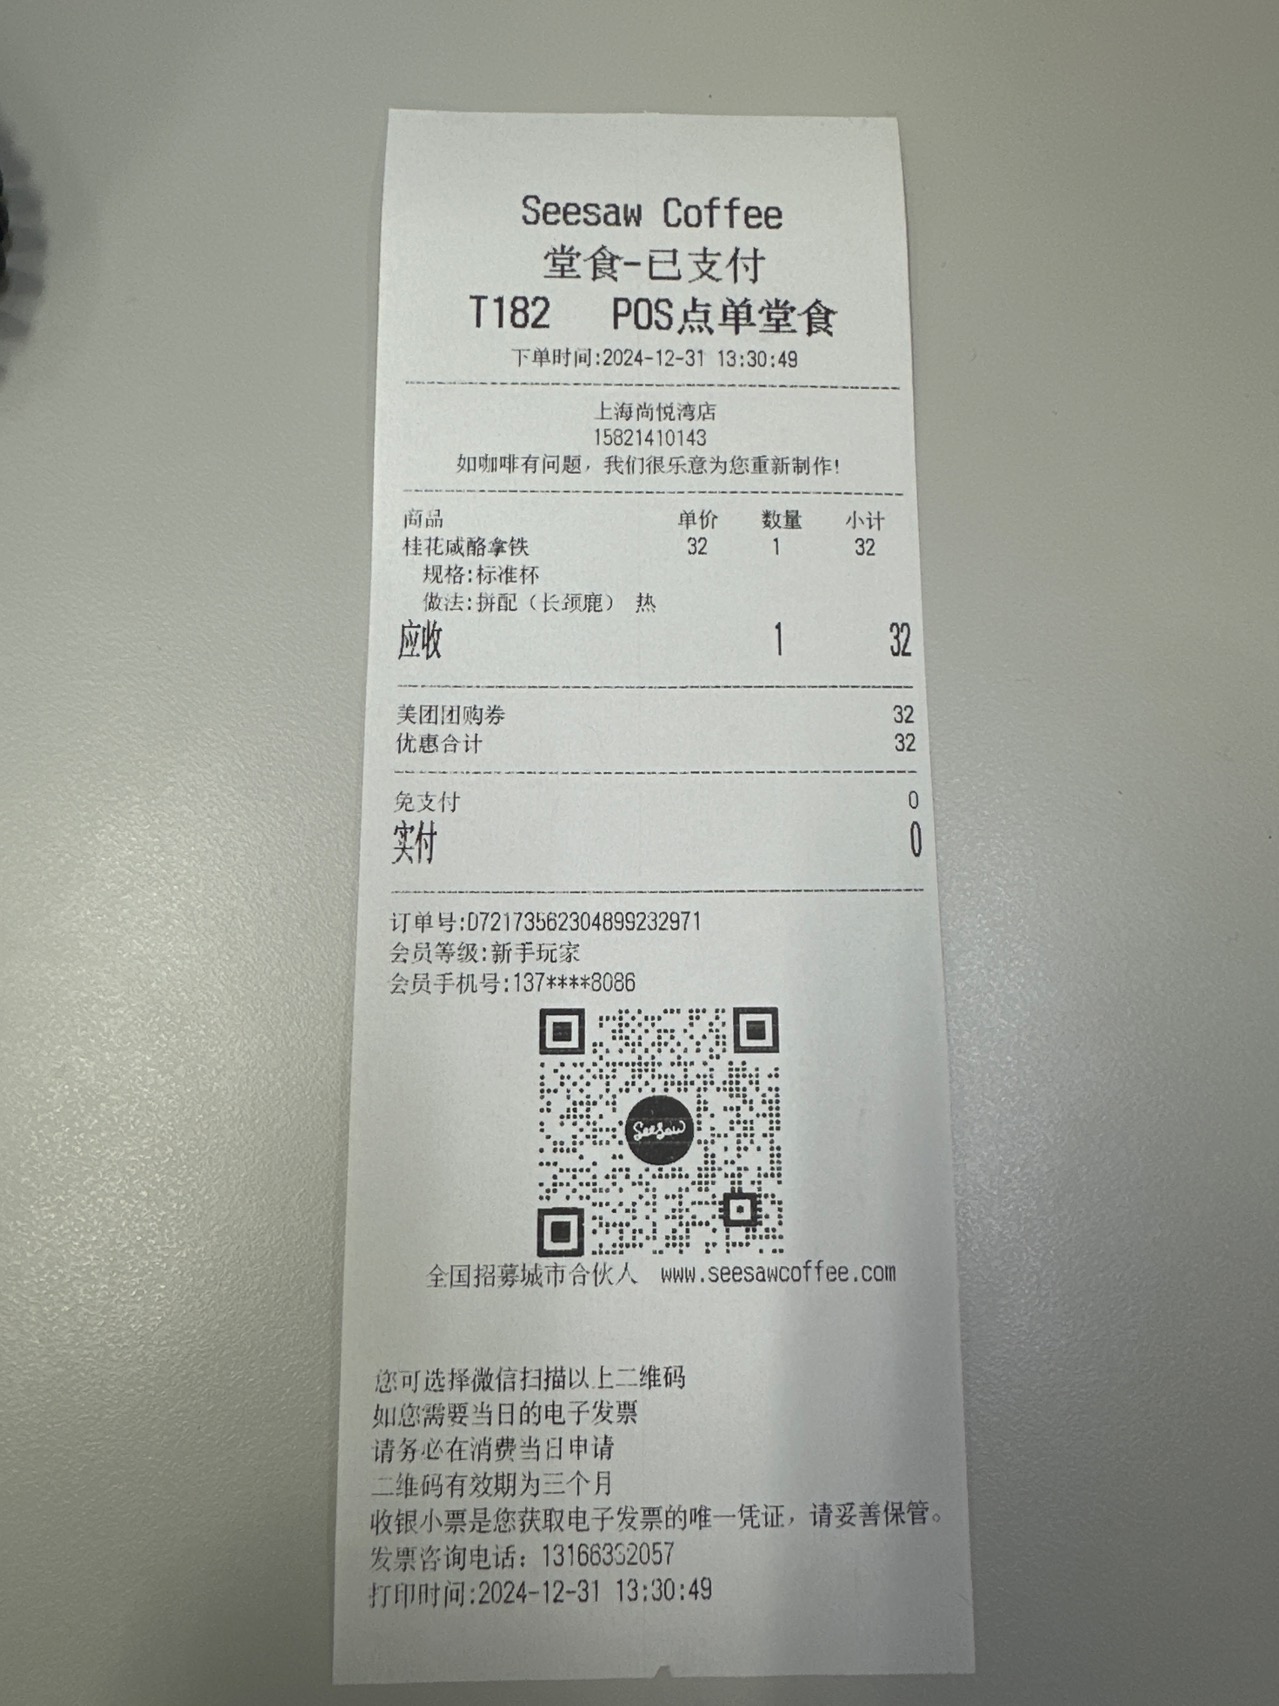 Seesaw Coffee
堂食-已支付
T182 POS点单堂食
下单时间:2024-12-31 13:30:49
上海尚悦湾店
15821410143
如咖啡有问题，我们很乐意为您重新制作!
商品 单价 数量 小计
桂花咸酪拿铁 32 1 32
规格:标准杯
做法:拼配（长颈鹿） 热
应收 1 32
美团团购券 32
优惠合计 32
免支付 0
实付 0
订单号:D72173562304899232971
会员等级:新手玩家
会员手机号:137****8086
SeeSaw
全国招募城市合伙人 www.seesawcoffee.com
您可选择微信扫描以上二维码
如您需要当日的电子发票
请务必在消费当日申请
二维码有效期为三个月
收银小票是您获取电子发票的唯一凭证，请妥善保管。
发票咨询电话：13166332057
打印时间:2024-12-31 13:30:49